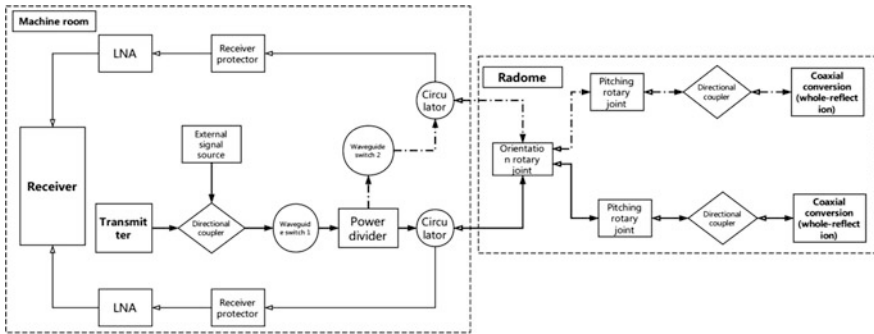 Machine room
LNA
Receiver
protector
Circu
lator
Radome
Pitching
rotary
joint
Directional
coupler
Coaxial
conversion
(whole-reflect
ion)
External
signal
source
Waveguide
switch 2
Orientatio
n rotary
joint
Receiver
Transmi
tter
Directional
coupler
Waveguid
e switch 1
Power
divider
Circu
lator
Pitching
rotary
joint
Directional
coupler
Coaxial
conversion
(whole-reflect
ion)
LNA
Receiver
protector